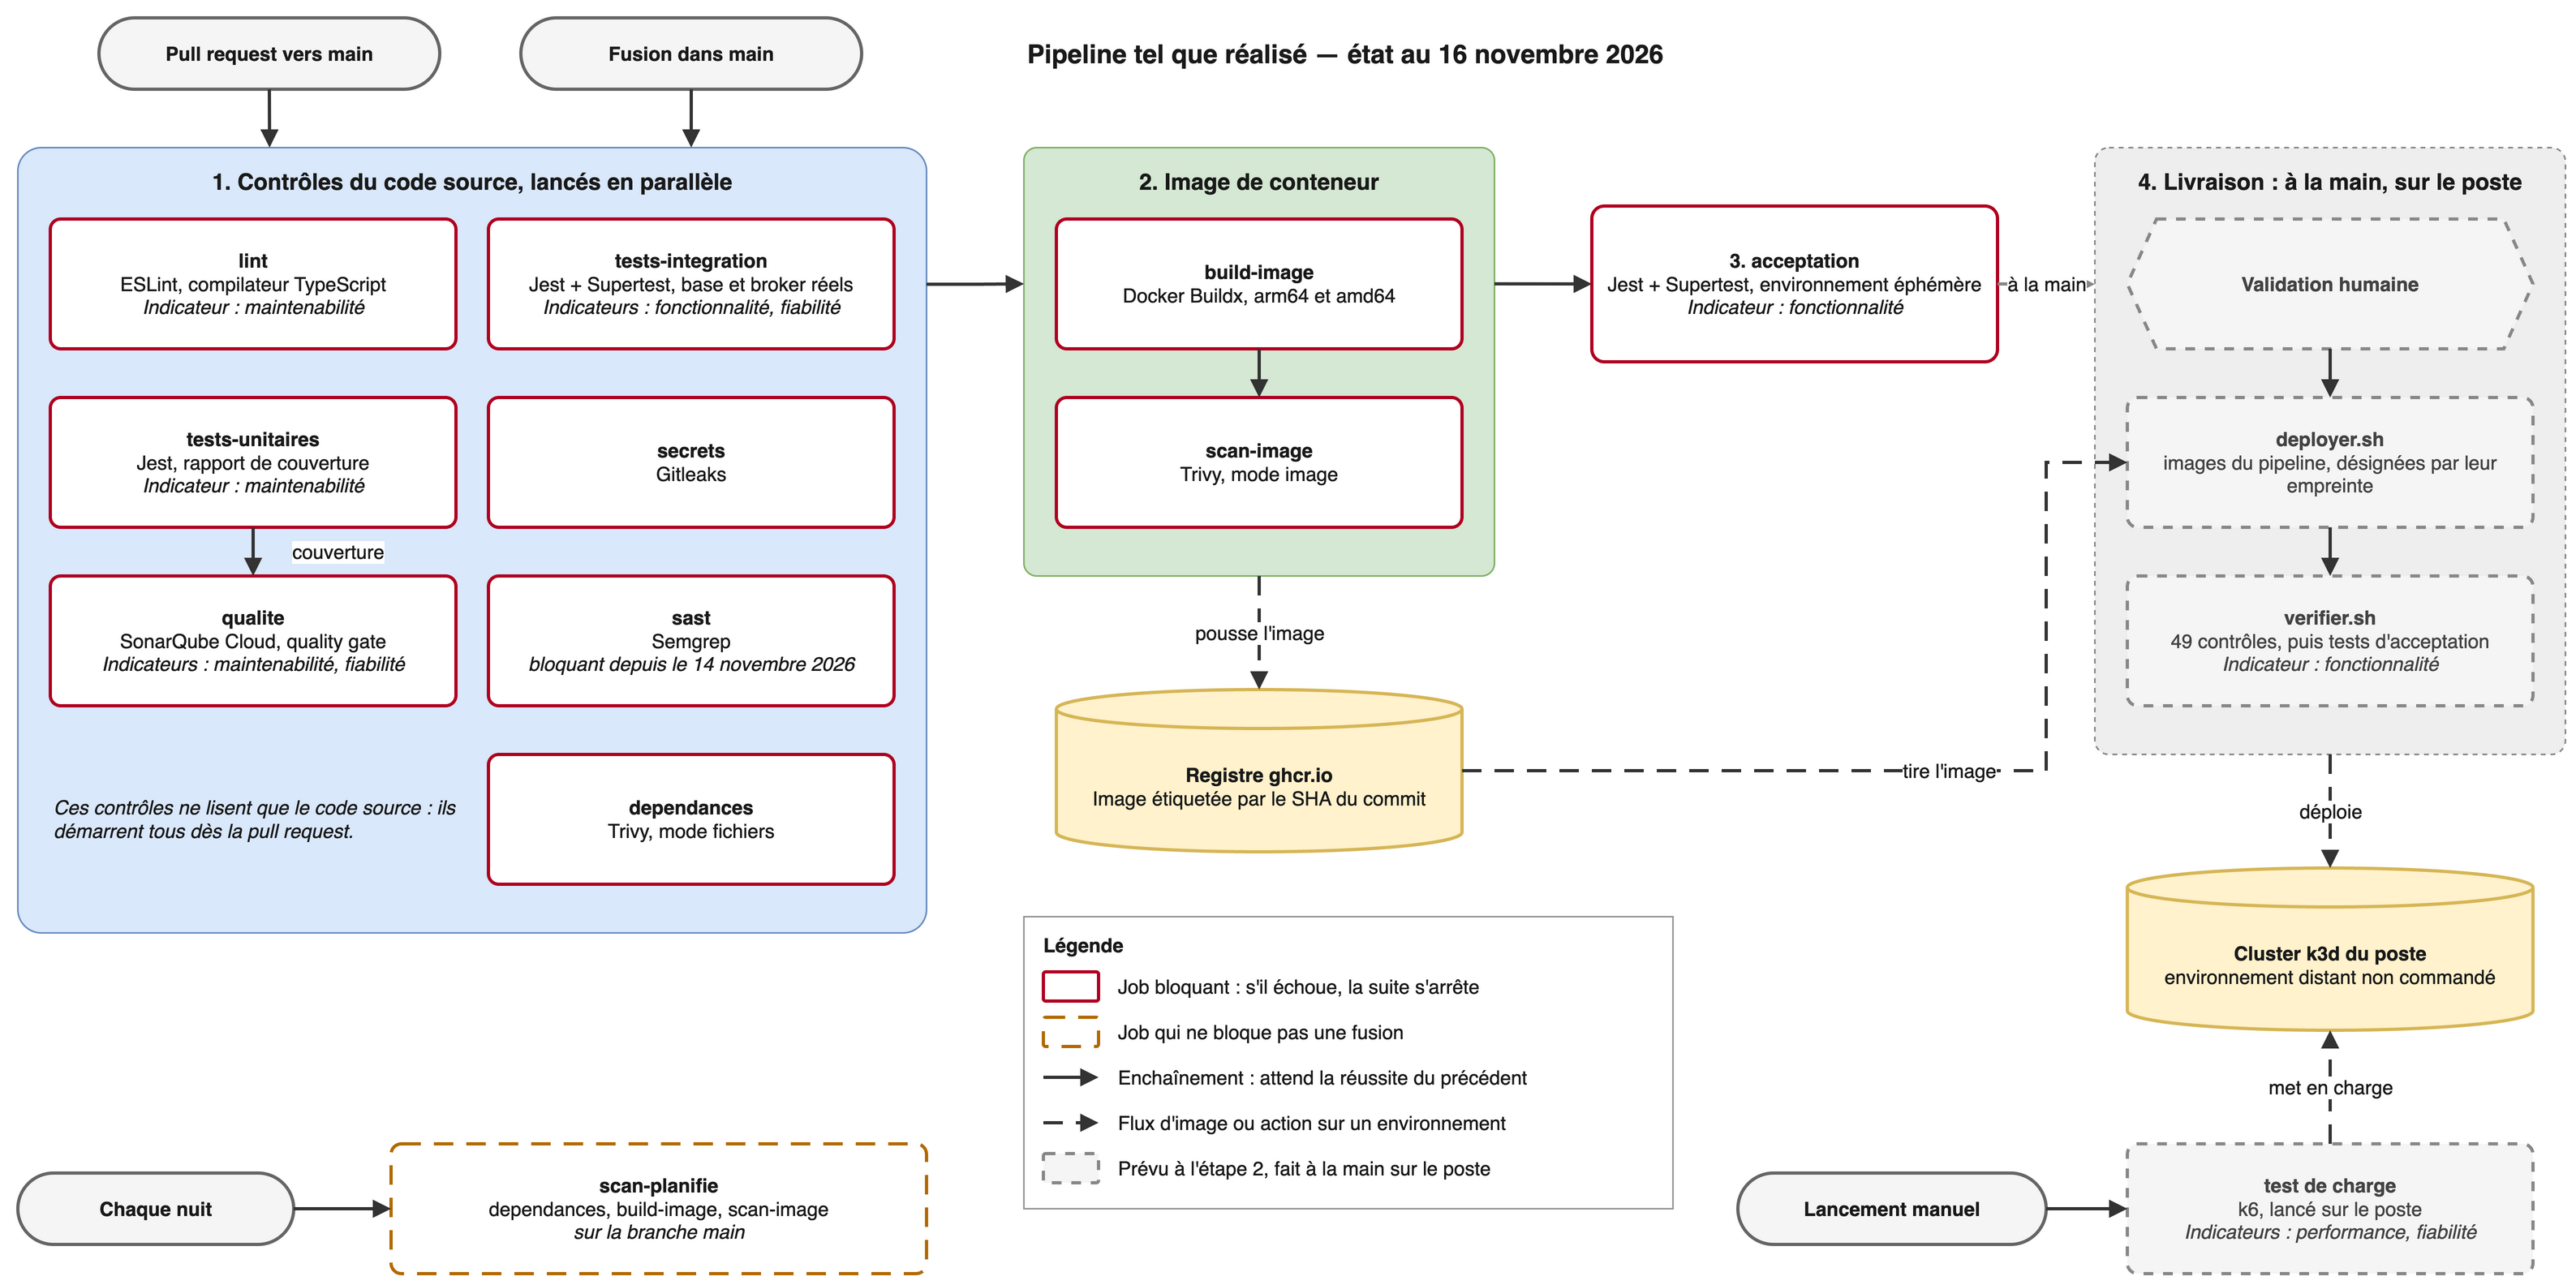 Pull request vers main
Fusion dans main
Pipeline tel que réalisé — état au 16 novembre 2026
1. Contrôles du code source, lancés en parallèle
lint
ESLint, compilateur TypeScript
Indicateur : maintenabilité
tests-integration
Jest + Supertest, base et broker réels
Indicateurs : fonctionnalité, fiabilité
tests-unitaires
Jest, rapport de couverture
Indicateur : maintenabilité
secrets
Gitleaks
couverture
qualite
SonarQube Cloud, quality gate
Indicateurs : maintenabilité, fiabilité
sast
Semgrep
bloquant depuis le 14 novembre 2026
Ces contrôles ne lisent que le code source : ils
démarrent tous dès la pull request.
dependances
Trivy, mode fichiers
2. Image de conteneur
build-image
Docker Buildx, arm64 et amd64
scan-image
Trivy, mode image
pousse l'image
Registre ghcr.io
Image étiquetée par le SHA du commit
3. acceptation
Jest + Supertest, environnement éphémère
Indicateur : fonctionnalité
à la main
tire l'image
4. Livraison : à la main, sur le poste
Validation humaine
deployer.sh
images du pipeline, désignées par leur
empreinte
verifier.sh
49 contrôles, puis tests d'acceptation
Indicateur : fonctionnalité
déploie
Cluster k3d du poste
environnement distant non commandé
met en charge
Légende
Job bloquant : s'il échoue, la suite s'arrête
Job qui ne bloque pas une fusion
Enchaînement : attend la réussite du précédent
Flux d'image ou action sur un environnement
Prévu à l'étape 2, fait à la main sur le poste
Chaque nuit
scan-planifie
dependances, build-image, scan-image
sur la branche main
Lancement manuel
test de charge
k6, lancé sur le poste
Indicateurs : performance, fiabilité